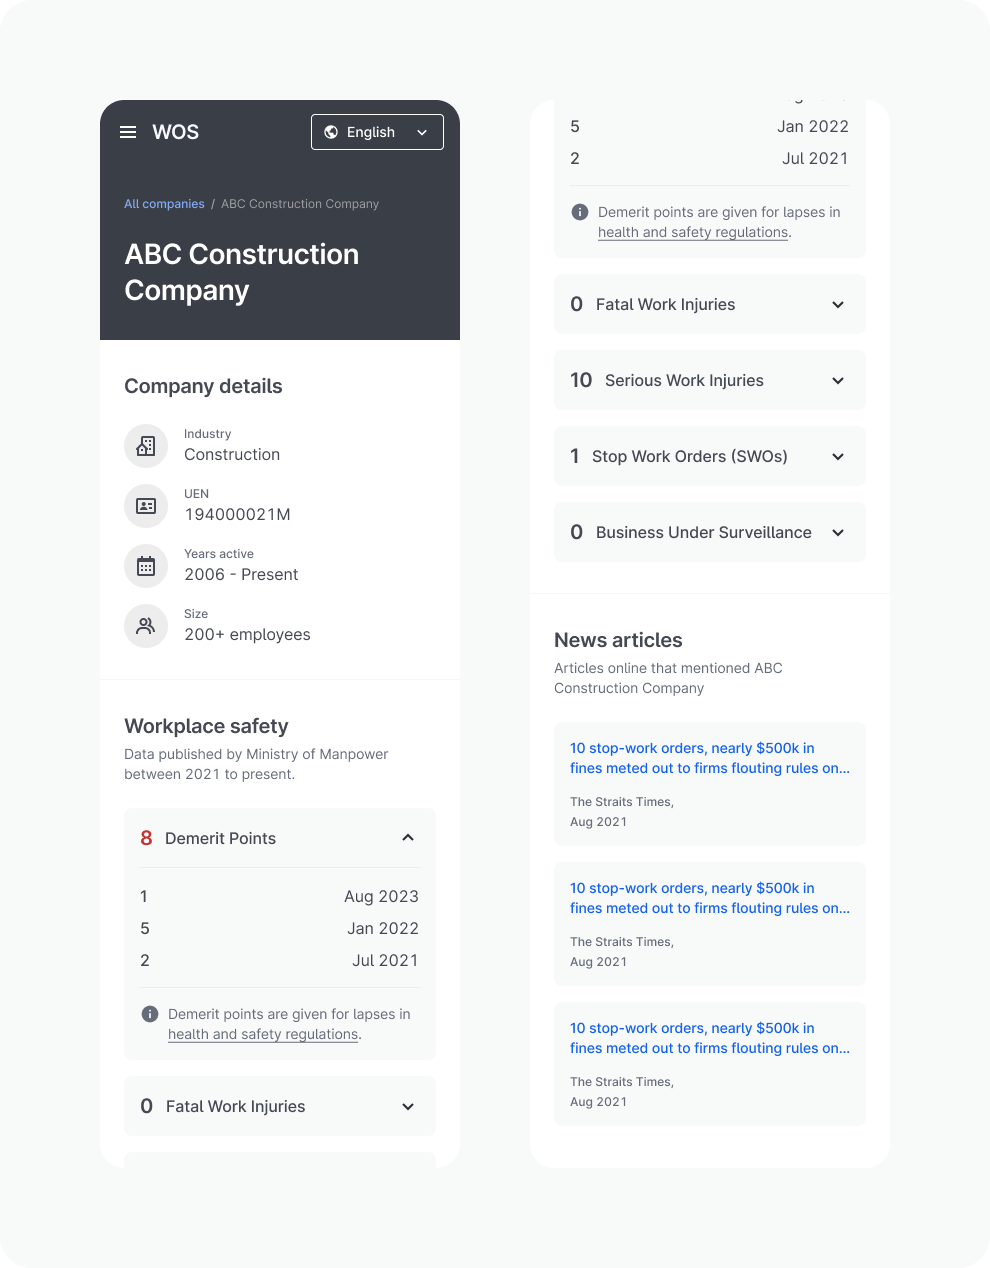 WOS
English
All companies / ABC Construction Company
ABC Construction
Company
Company details
Industry
Construction
UEN
194000021M
Years active
2006 - Present
Size
200+ employees
Workplace safety
Data published by Ministry of Manpower
between 2021 to present.
8 Demerit Points
1 Aug 2023
5 Jan 2022
2 Jul 2021
Demerit points are given for lapses in
health and safety regulations.
0 Fatal Work Injuries
5 Jan 2022
2 Jul 2021
Demerit points are given for lapses in
health and safety regulations.
0 Fatal Work Injuries
10 Serious Work Injuries
1 Stop Work Orders (SWOs)
0 Business Under Surveillance
News articles
Articles online that mentioned ABC
Construction Company
10 stop-work orders, nearly $500k in
fines meted out to firms flouting rules on...
The Straits Times,
Aug 2021
10 stop-work orders, nearly $500k in
fines meted out to firms flouting rules on...
The Straits Times,
Aug 2021
10 stop-work orders, nearly $500k in
fines meted out to firms flouting rules on...
The Straits Times,
Aug 2021